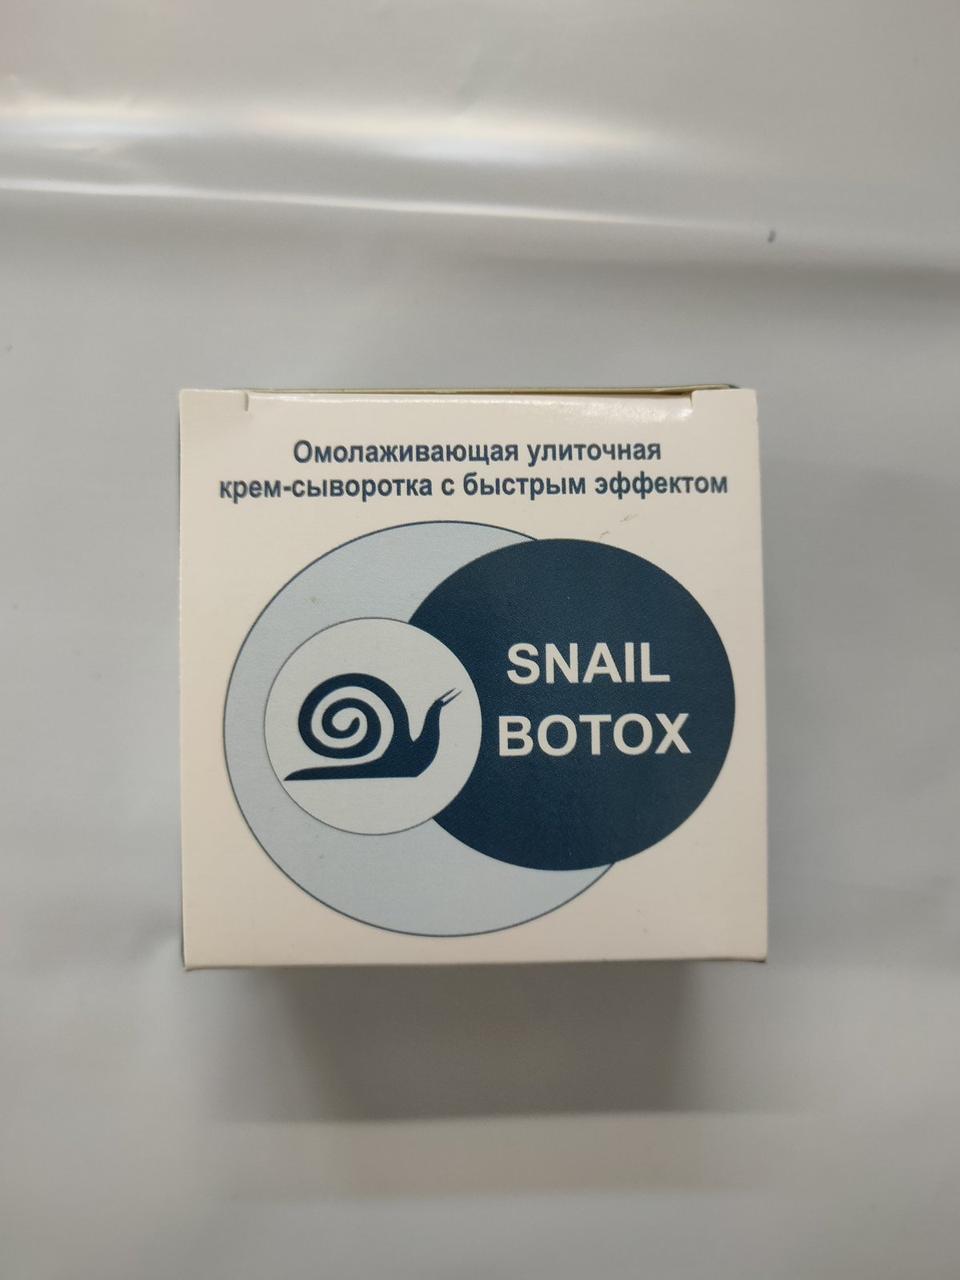 Омолаживающая улиточная
крем-сыворотка с быстрым эффектом
SNAIL
BOTOX